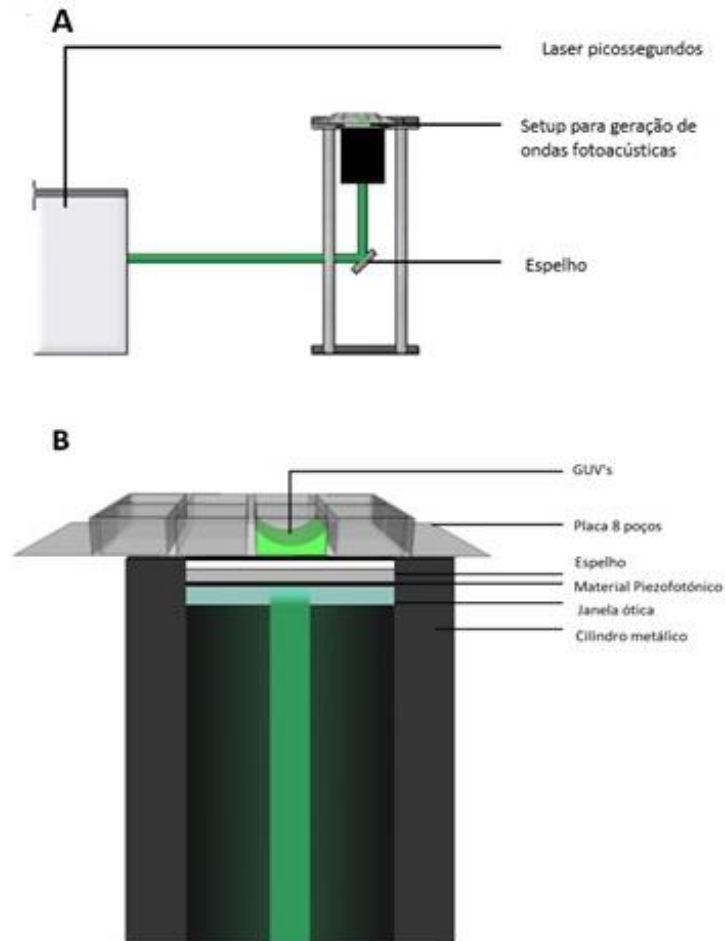 A
Laser picossegundos
Setup para geração de
ondas fotoacústicas
Espelho
B
GUV's
Placa 8 poços
Espelho
Material Piezofotónico
Janela ótica
Cilindro metálico